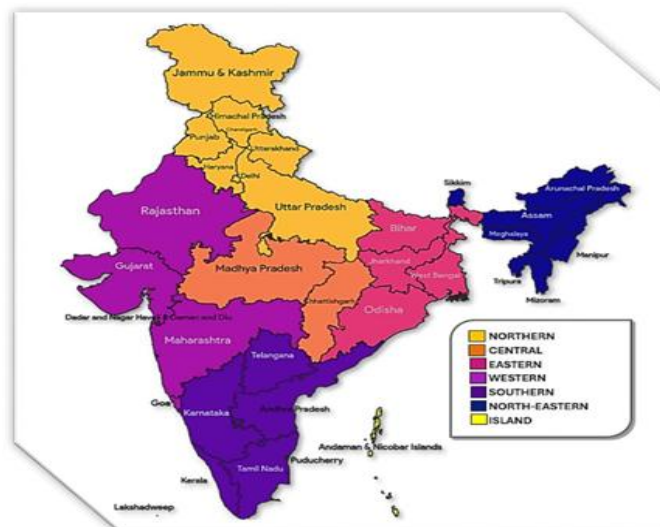 Jammu & Kashmir
Himachal Pradesh
Chandigarh
Punjab
Uttarakhand
Haryana
Delhi
Sikkim
Arunachal Pradesh
Rajasthan
Uttar Pradesh
Assam
Bihar
Meghalaya
Manipur
Gujarat
Madhya Pradesh
Jharkhand
West Bengal
Tripura
Mizoram
Chhattishgarh
Odisha
Dadar and Nagar Haveli & Daman and Diu
Maharashtra
Telangana
Goa
Karnataka
Andhra Pradesh
Andaman & Nicobar Islands
Puducherry
Tamil Nadu
Kerala
Lakshadweep
NORTHERN
CENTRAL
EASTERN
WESTERN
SOUTHERN
NORTH-EASTERN
ISLAND